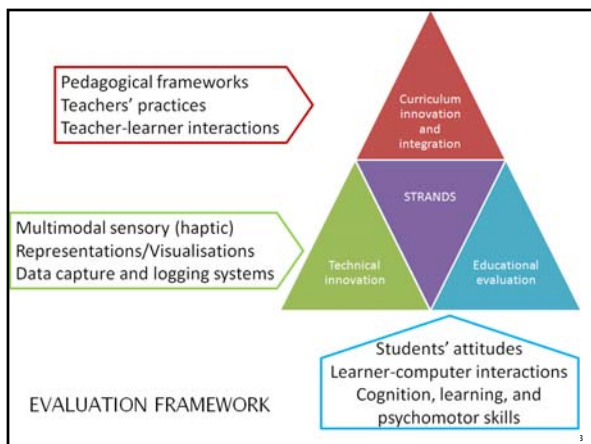 Pedagogical frameworks
Teachers’ practices
Teacher-learner interactions
Curriculum
innovation
and
integration
STRANDS
Multimodal sensory (haptic)
Representations/Visualisations
Data capture and logging systems
Technical
innovation
Educational
evaluation
Students’ attitudes
Learner-computer interactions
Cognition, learning, and
psychomotor skills
EVALUATION FRAMEWORK